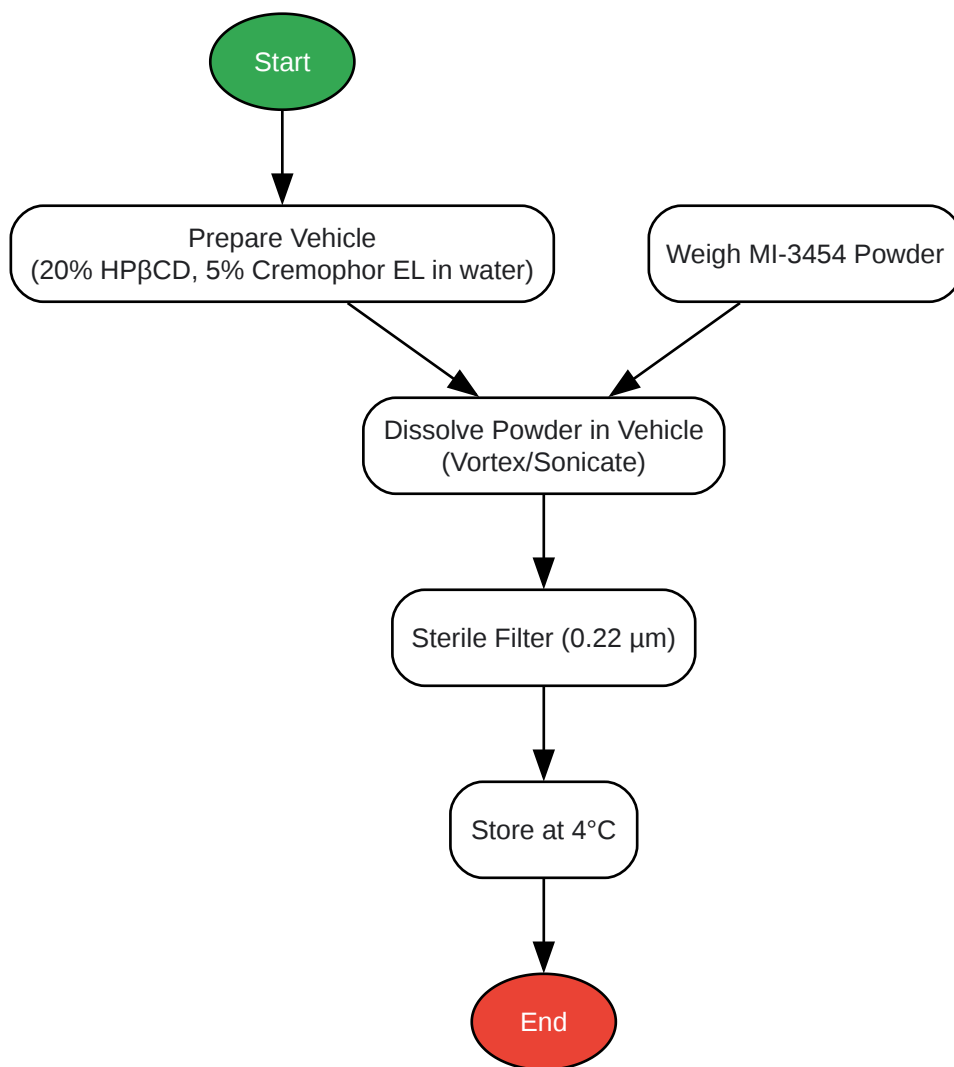 Start
Prepare Vehicle
(20% HPβCD, 5% Cremophor EL in water)
Weigh MI-3454 Powder
Dissolve Powder in Vehicle
(Vortex/Sonicate)
Sterile Filter (0.22 µm)
Store at 4°C
End